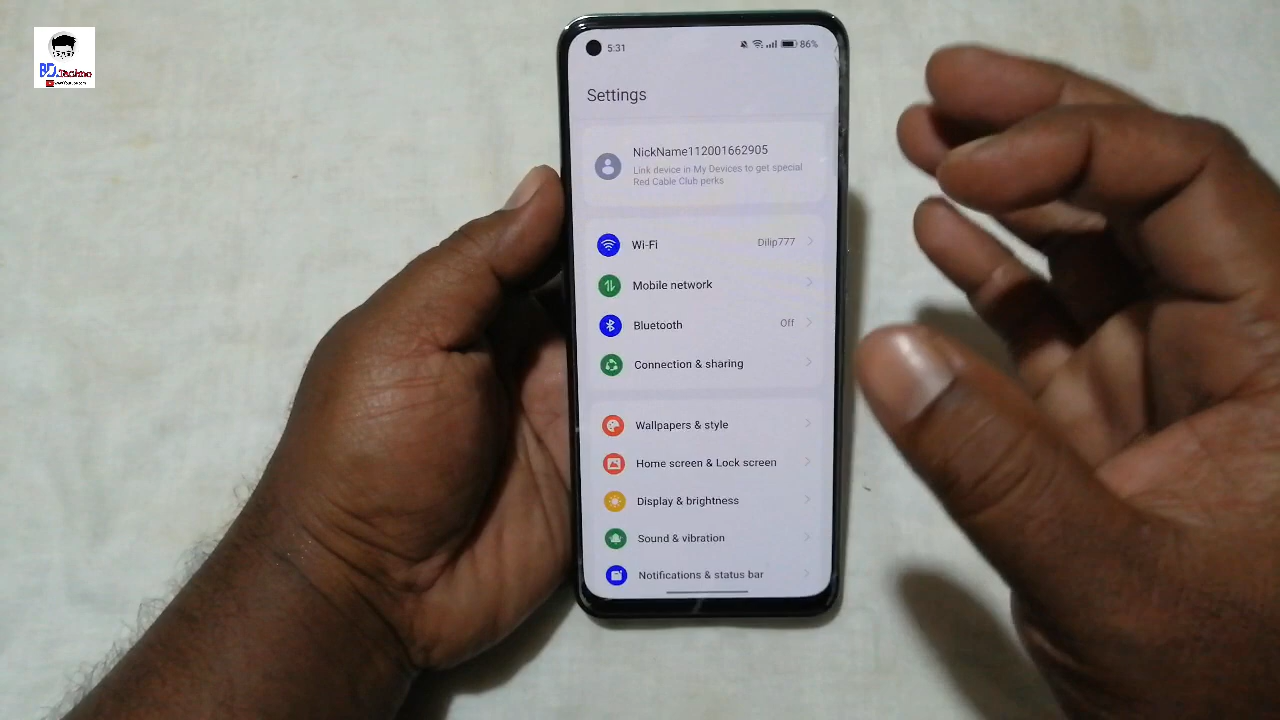 BD.Techno
5:31
86%
Settings
NickName112001662905
Link device in My Devices to get special
Red Cable Club perks
Wi-Fi
Dilip777
Mobile network
Bluetooth
Off
Connection & sharing
Wallpapers & style
Home screen & Lock screen
Display & brightness
Sound & vibration
Notifications & status bar